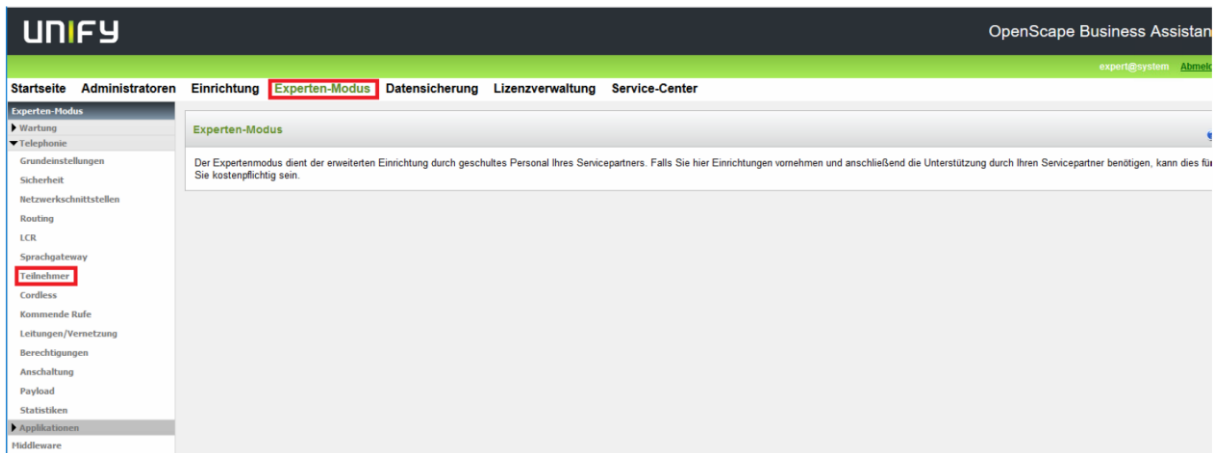 UNIFY
OpenScape Business Assistan
expert@system Abmeld
Startseite Administratoren Einrichtung Experten-Modus Datensicherung Lizenzverwaltung Service-Center
Experten-Modus
Wartung
Telephonie
Grundeinstellungen
Sicherheit
Netzwerkschnittstellen
Routing
LCR
Sprachgateway
Teilnehmer
Cordless
Kommende Rufe
Leitungen/Vernetzung
Berechtigungen
Anschaltung
Payload
Statistiken
Applikationen
Middleware
Experten-Modus
Der Expertenmodus dient der erweiterten Einrichtung durch geschultes Personal Ihres Servicepartners. Falls Sie hier Einrichtungen vornehmen und anschließend die Unterstützung durch Ihren Servicepartner benötigen, kann dies für
Sie kostenpflichtig sein.